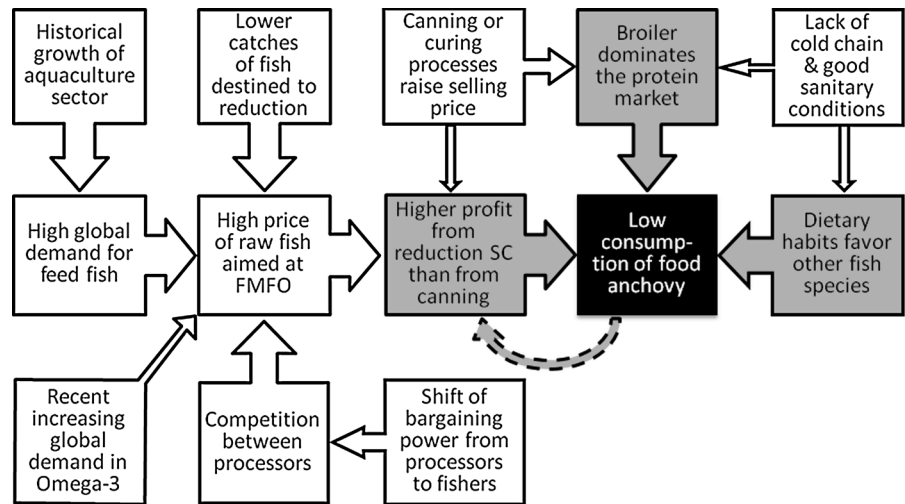 Historical
growth of
aquaculture
sector
Lower
catches of
fish
destined to
reduction
Canning or
curing
processes
raise selling
price
Broiler
dominates
the protein
market
Lack of
cold chain
& good
sanitary
conditions
High global
demand for
feed fish
High price
of raw fish
aimed at
FMFO
Higher profit
from
reduction SC
than from
canning
Low
consump-
tion of food
anchovy
Dietary
habits favor
other fish
species
Recent
increasing
global
demand in
Omega-3
Competition
between
processors
Shift of
bargaining
power from
processors
to fishers